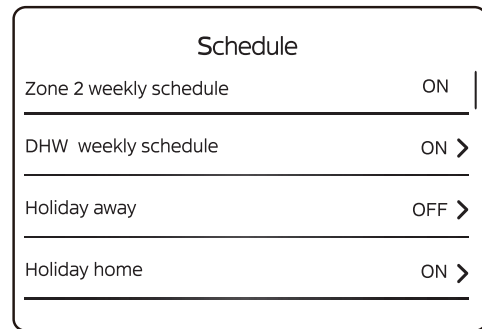 Schedule
Zone 2 weekly schedule ON
DHW weekly schedule ON
Holiday away OFF
Holiday home ON